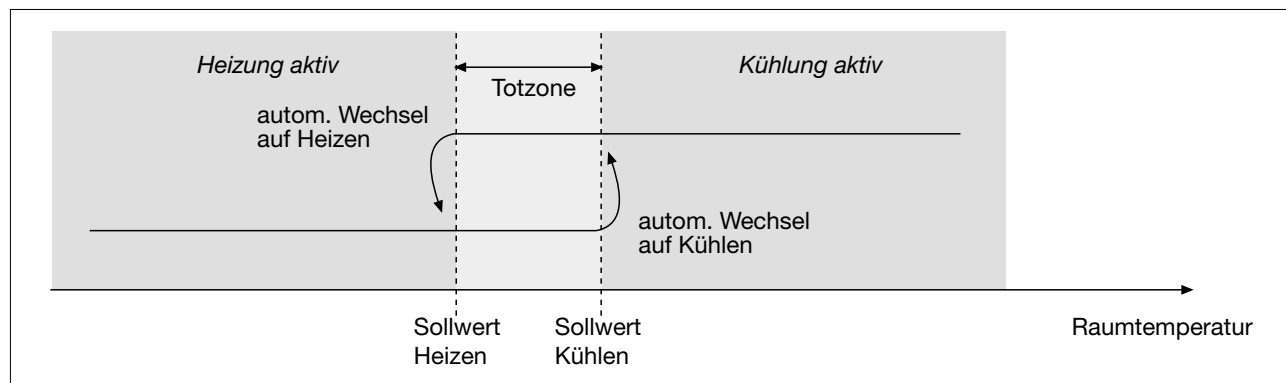 Heizung aktiv
Kühlung aktiv
Totzone
autom. Wechsel
auf Heizen
autom. Wechsel
auf Kühlen
Sollwert
Heizen
Sollwert
Kühlen
Raumtemperatur